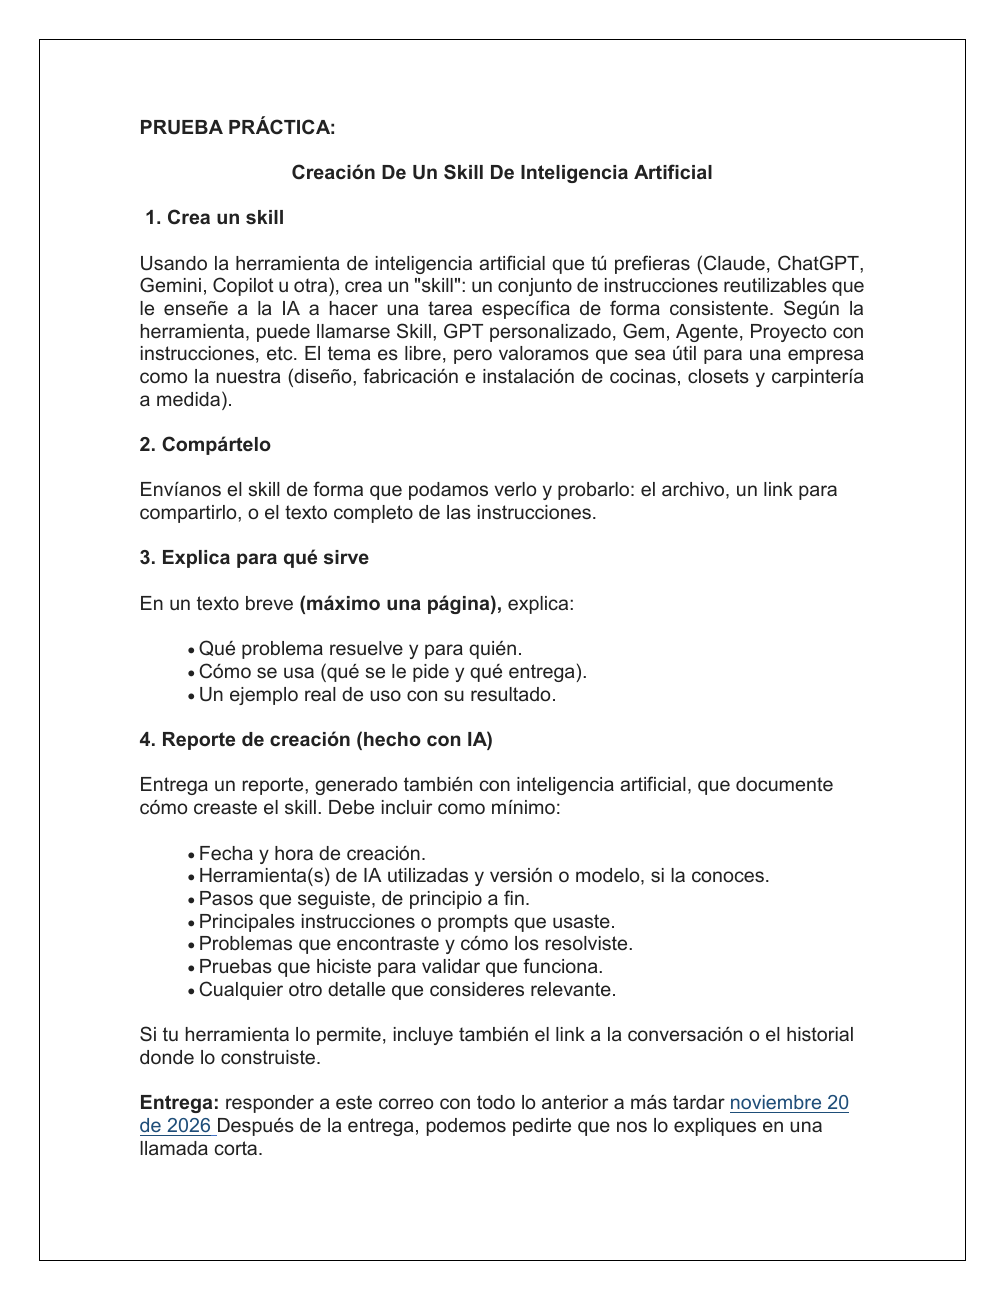 PRUEBA PRÁCTICA:
Creación De Un Skill De Inteligencia Artificial
1. Crea un skill
Usando la herramienta de inteligencia artificial que tú prefieras (Claude, ChatGPT,
Gemini, Copilot u otra), crea un "skill": un conjunto de instrucciones reutilizables que
le enseñe a la IA a hacer una tarea específica de forma consistente. Según la
herramienta, puede llamarse Skill, GPT personalizado, Gem, Agente, Proyecto con
instrucciones, etc. El tema es libre, pero valoramos que sea útil para una empresa
como la nuestra (diseño, fabricación e instalación de cocinas, closets y carpintería
a medida).
2. Compártelo
Envíanos el skill de forma que podamos verlo y probarlo: el archivo, un link para
compartirlo, o el texto completo de las instrucciones.
3. Explica para qué sirve
En un texto breve (máximo una página), explica:
• Qué problema resuelve y para quién.
• Cómo se usa (qué se le pide y qué entrega).
• Un ejemplo real de uso con su resultado.
4. Reporte de creación (hecho con IA)
Entrega un reporte, generado también con inteligencia artificial, que documente
cómo creaste el skill. Debe incluir como mínimo:
• Fecha y hora de creación.
• Herramienta(s) de IA utilizadas y versión o modelo, si la conoces.
• Pasos que seguiste, de principio a fin.
• Principales instrucciones o prompts que usaste.
• Problemas que encontraste y cómo los resolviste.
• Pruebas que hiciste para validar que funciona.
• Cualquier otro detalle que consideres relevante.
Si tu herramienta lo permite, incluye también el link a la conversación o el historial
donde lo construiste.
Entrega: responder a este correo con todo lo anterior a más tardar noviembre 20
de 2026 Después de la entrega, podemos pedirte que nos lo expliques en una
llamada corta.